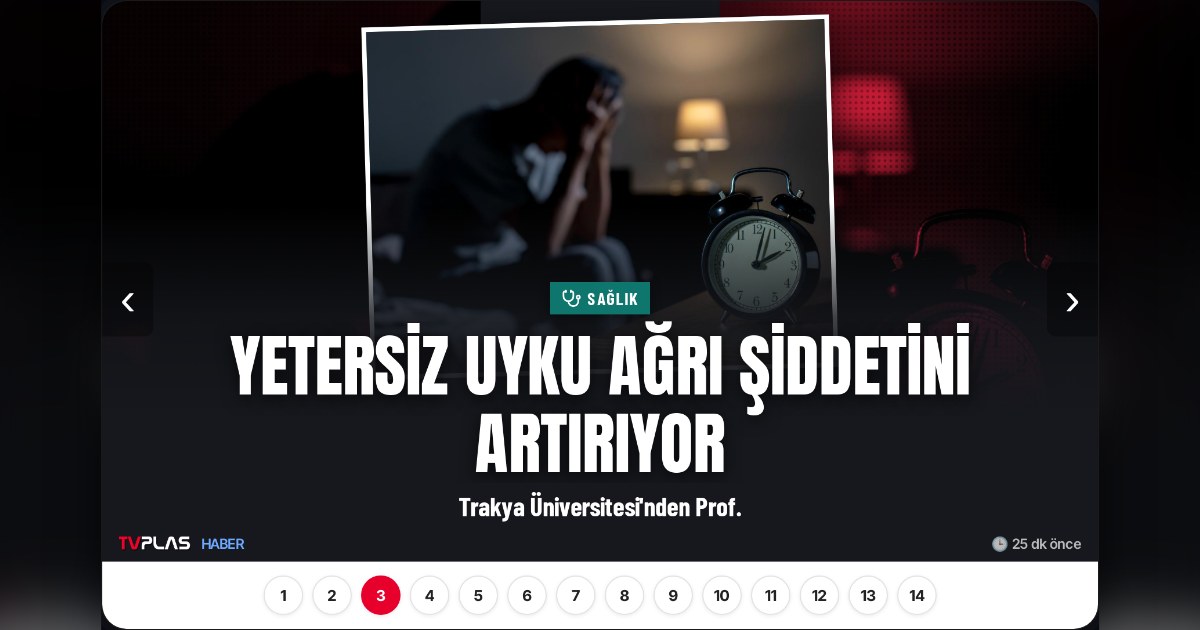 SAĞLIK
YETERSİZ UYKU AĞRI ŞİDDETİNİ
ARTIRIYOR
Trakya Üniversitesi'nden Prof.
TVPLAS HABER
25 dk önce
1 2 3 4 5 6 7 8 9 10 11 12 13 14